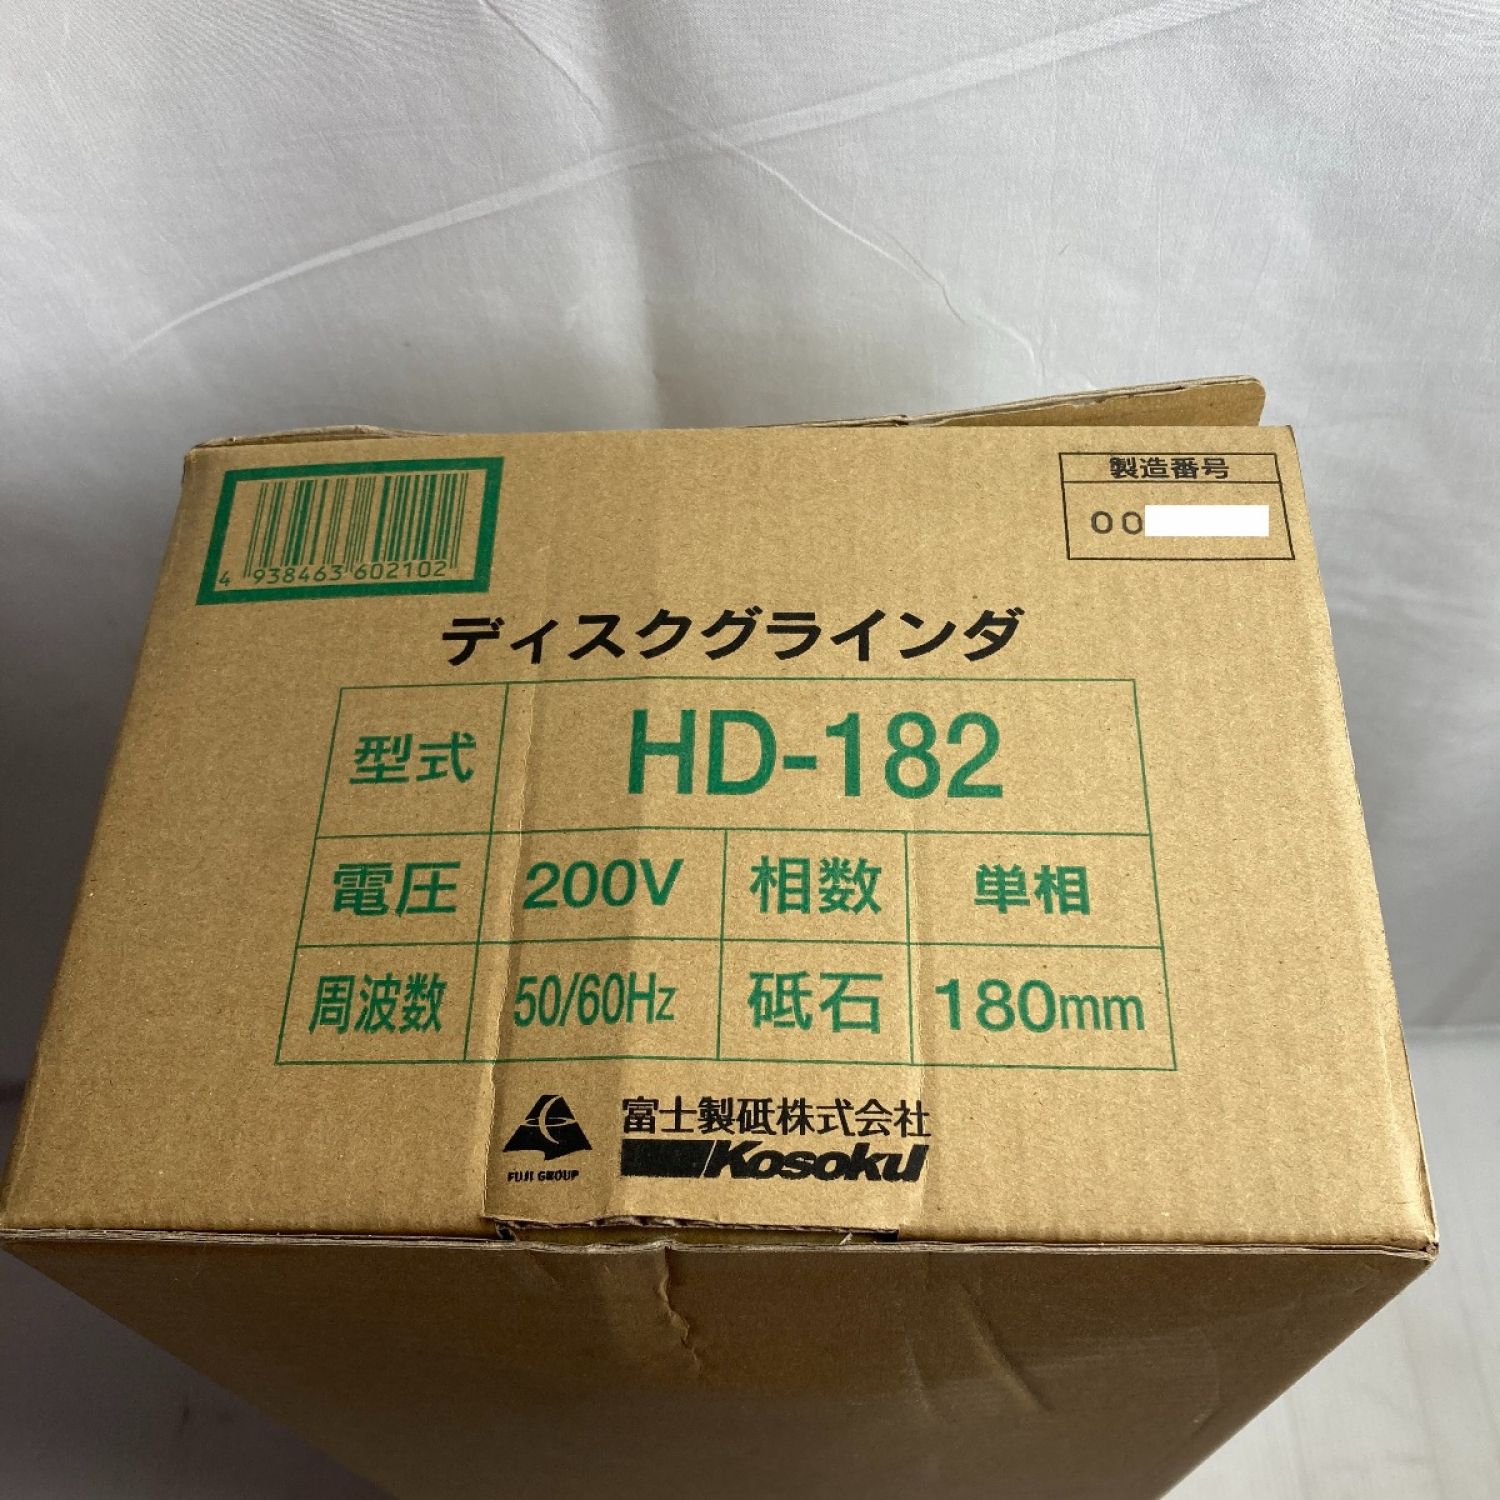 製造番号
00
4 938463 602102
ディスクグラインダ
型式 HD-182
電圧 200V 相数 単相
周波数 50/60Hz 砥石 180mm
富士製砥株式会社
FUJI GROUP
Kosoku